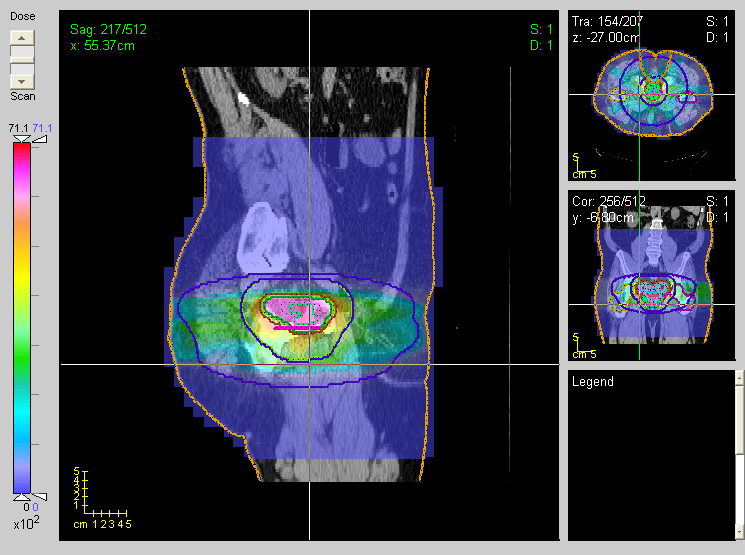 Dose
Scan
71.1 71.1
0 0
x10²
Sag: 217/512
x: 55.37cm
S: 1
D: 1
5
4
3
2
1
cm 1 2 3 4 5
Tra: 154/207
z: -27.00cm
S: 1
D: 1
5
cm 5
Cor: 256/512
y: -6.80cm
S: 1
D: 1
5
cm 5
Legend